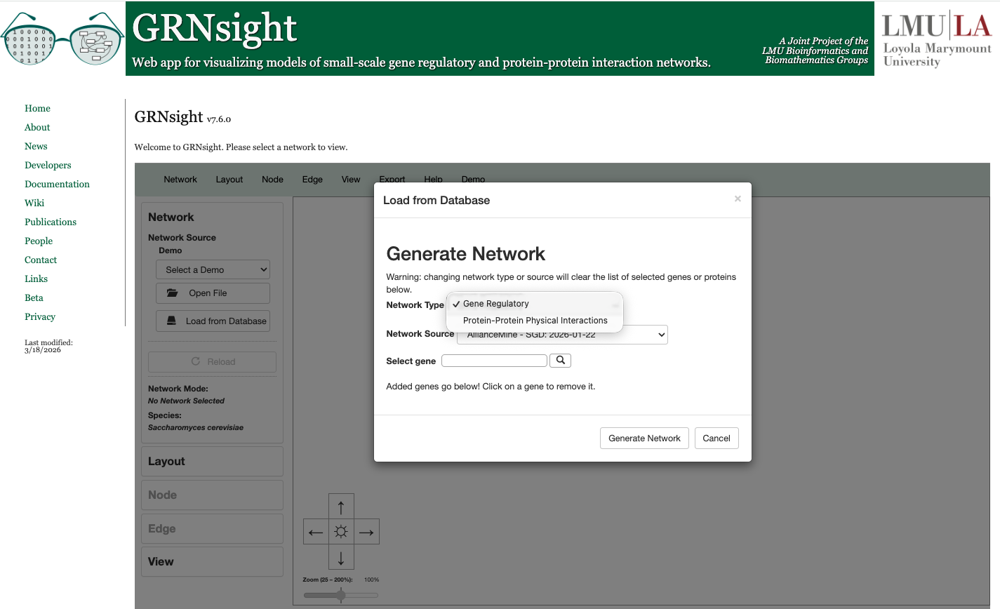 GRNsight
Web app for visualizing models of small-scale gene regulatory and protein-protein interaction networks.
A Joint Project of the
LMU Bioinformatics and
Biomathematics Groups
LMU|LA
Loyola Marymount
University
Home
About
News
Developers
Documentation
Wiki
Publications
People
Contact
Links
Beta
Privacy
Last modified:
3/18/2026
GRNsight v7.6.0
Welcome to GRNsight. Please select a network to view.
Network Layout Node Edge View Export Help Demo
Network
Network Source
Demo
Select a Demo
Open File
Load from Database
Reload
Network Mode:
No Network Selected
Species:
Saccharomyces cerevisiae
Layout
Node
Edge
View
Load from Database ×
Generate Network
Warning: changing network type or source will clear the list of selected genes or proteins
below.
Network Type
✓ Gene Regulatory
Protein-Protein Physical Interactions
Network Source AllianceMine - SGD: 2026-01-22
Select gene
Added genes go below! Click on a gene to remove it.
Generate Network Cancel
Zoom (25 – 200%): 100%